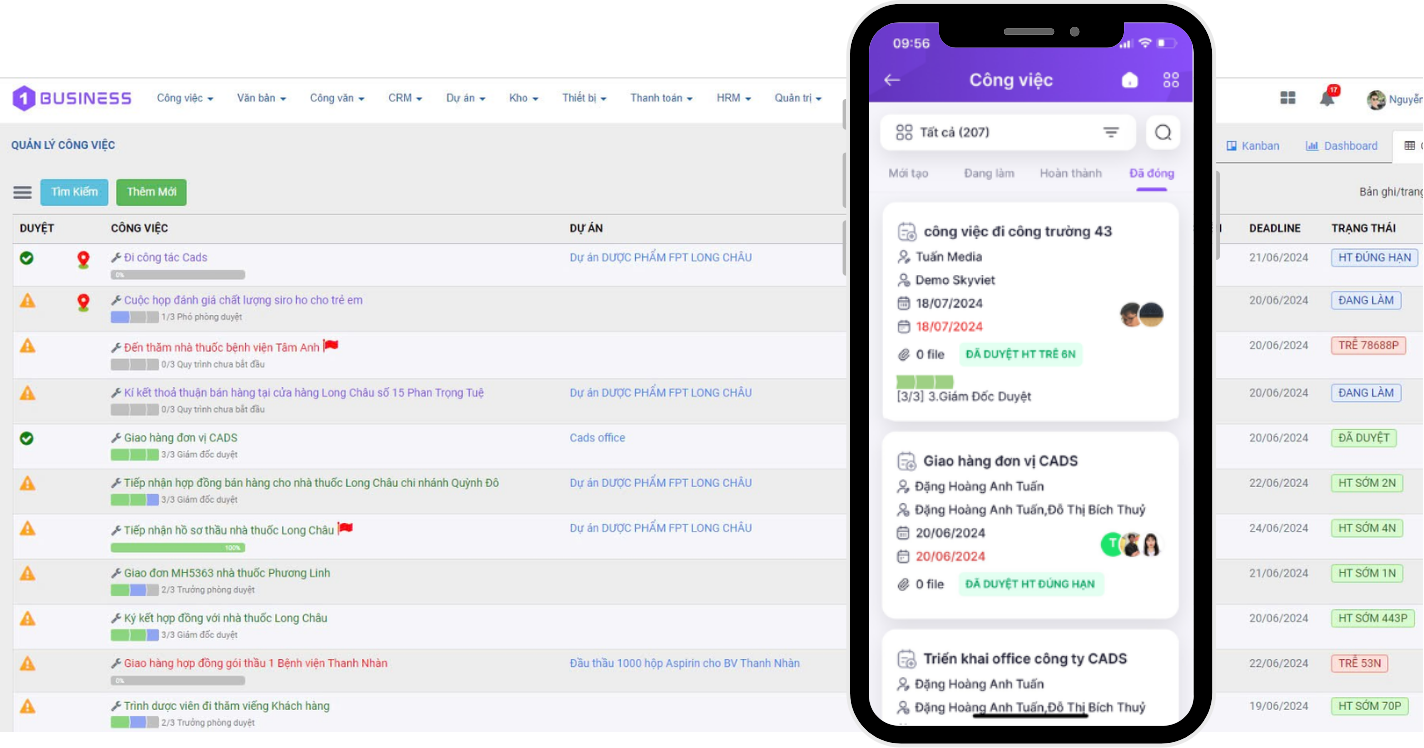 1 BUSINESS
Công việc
Văn bản
Công văn
CRM
Dự án
Kho
Thiết bị
Thanh toán
HRM
Quản trị
17
QUẢN LÝ CÔNG VIỆC
Kanban
Dashboard
Tìm Kiếm
Thêm Mới
DUYỆT
CÔNG VIỆC
DỰ ÁN
DEADLINE
TRẠNG THÁI
Đi công tác Cads
0%
Dự án DƯỢC PHẨM FPT LONG CHÂU
21/06/2024
HT ĐÚNG HẠN
Cuộc họp đánh giá chất lượng siro ho cho trẻ em
1/3 Phó phòng duyệt
20/06/2024
ĐANG LÀM
Đến thăm nhà thuốc bệnh viện Tâm Anh
0/3 Quy trình chưa bắt đầu
20/06/2024
TRỄ 78688P
Kí kết thoả thuận bán hàng tại cửa hàng Long Châu số 15 Phan Trọng Tuệ
0/3 Quy trình chưa bắt đầu
Dự án DƯỢC PHẨM FPT LONG CHÂU
20/06/2024
ĐANG LÀM
Giao hàng đơn vị CADS
3/3 Giám đốc duyệt
Cads office
20/06/2024
ĐÃ DUYỆT
Tiếp nhận hợp đồng bán hàng cho nhà thuốc Long Châu chi nhánh Quỳnh Đô
3/3 Giám đốc duyệt
Dự án DƯỢC PHẨM FPT LONG CHÂU
22/06/2024
HT SỚM 2N
Tiếp nhận hồ sơ thầu nhà thuốc Long Châu
100%
Dự án DƯỢC PHẨM FPT LONG CHÂU
24/06/2024
HT SỚM 4N
Giao đơn MH5363 nhà thuốc Phương Linh
2/3 Trưởng phòng duyệt
21/06/2024
HT SỚM 1N
Ký kết hợp đồng với nhà thuốc Long Châu
3/3 Giám đốc duyệt
20/06/2024
HT SỚM 443P
Giao hàng hợp đồng gói thầu 1 Bệnh viện Thanh Nhàn
0%
Đầu thầu 1000 hộp Aspirin cho BV Thanh Nhàn
22/06/2024
TRỄ 53N
Trình dược viên đi thăm viếng Khách hàng
2/3 Trưởng phòng duyệt
19/06/2024
HT SỚM 70P
09:56
Công việc
Tất cả (207)
Mới tạo
Đang làm
Hoàn thành
Đã đóng
công việc đi công trường 43
Tuấn Media
Demo Skyviet
18/07/2024
18/07/2024
0 file
ĐÃ DUYỆT HT TRỄ 6N
[3/3] 3.Giám Đốc Duyệt
Giao hàng đơn vị CADS
Đặng Hoàng Anh Tuấn
Đặng Hoàng Anh Tuấn,Đỗ Thị Bích Thuỷ
20/06/2024
T
20/06/2024
0 file
ĐÃ DUYỆT HT ĐÚNG HẠN
Triển khai office công ty CADS
Đặng Hoàng Anh Tuấn
Đặng Hoàng Anh Tuấn,Đỗ Thị Bích Thuỷ